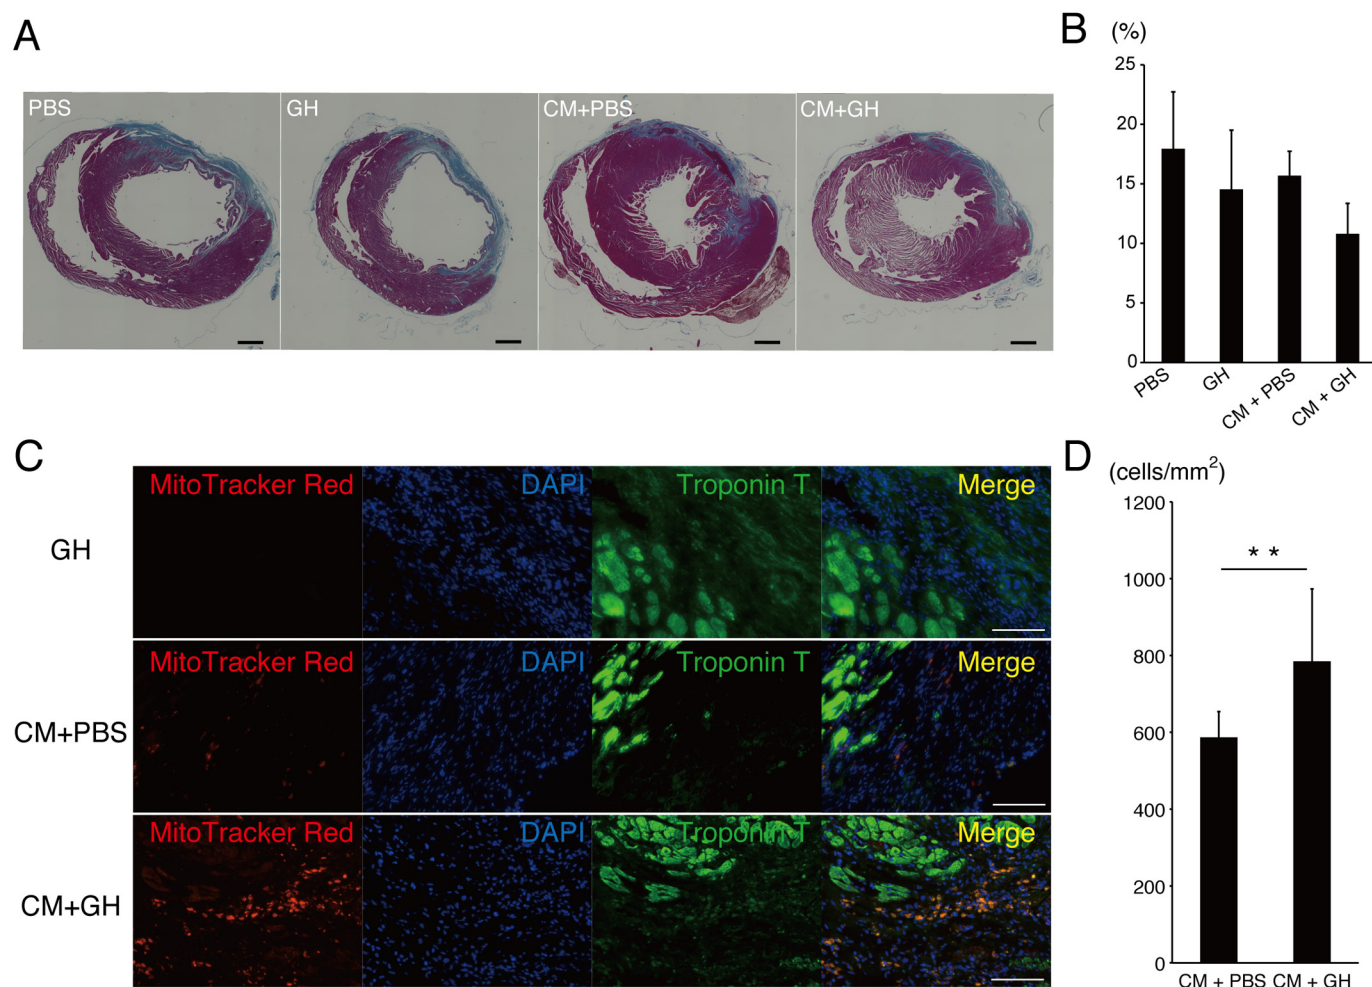 A
PBS
GH
CM+PBS
CM+GH
B
(%)
25
20
15
10
5
0
PBS
GH
CM + PBS
CM + GH
C
MitoTracker Red
DAPI
Troponin T
Merge
GH
MitoTracker Red
DAPI
Troponin T
Merge
CM+PBS
MitoTracker Red
DAPI
Troponin T
Merge
CM+GH
D
(cells/mm²)
1200
* *
1000
800
600
400
200
0
CM + PBS CM + GH